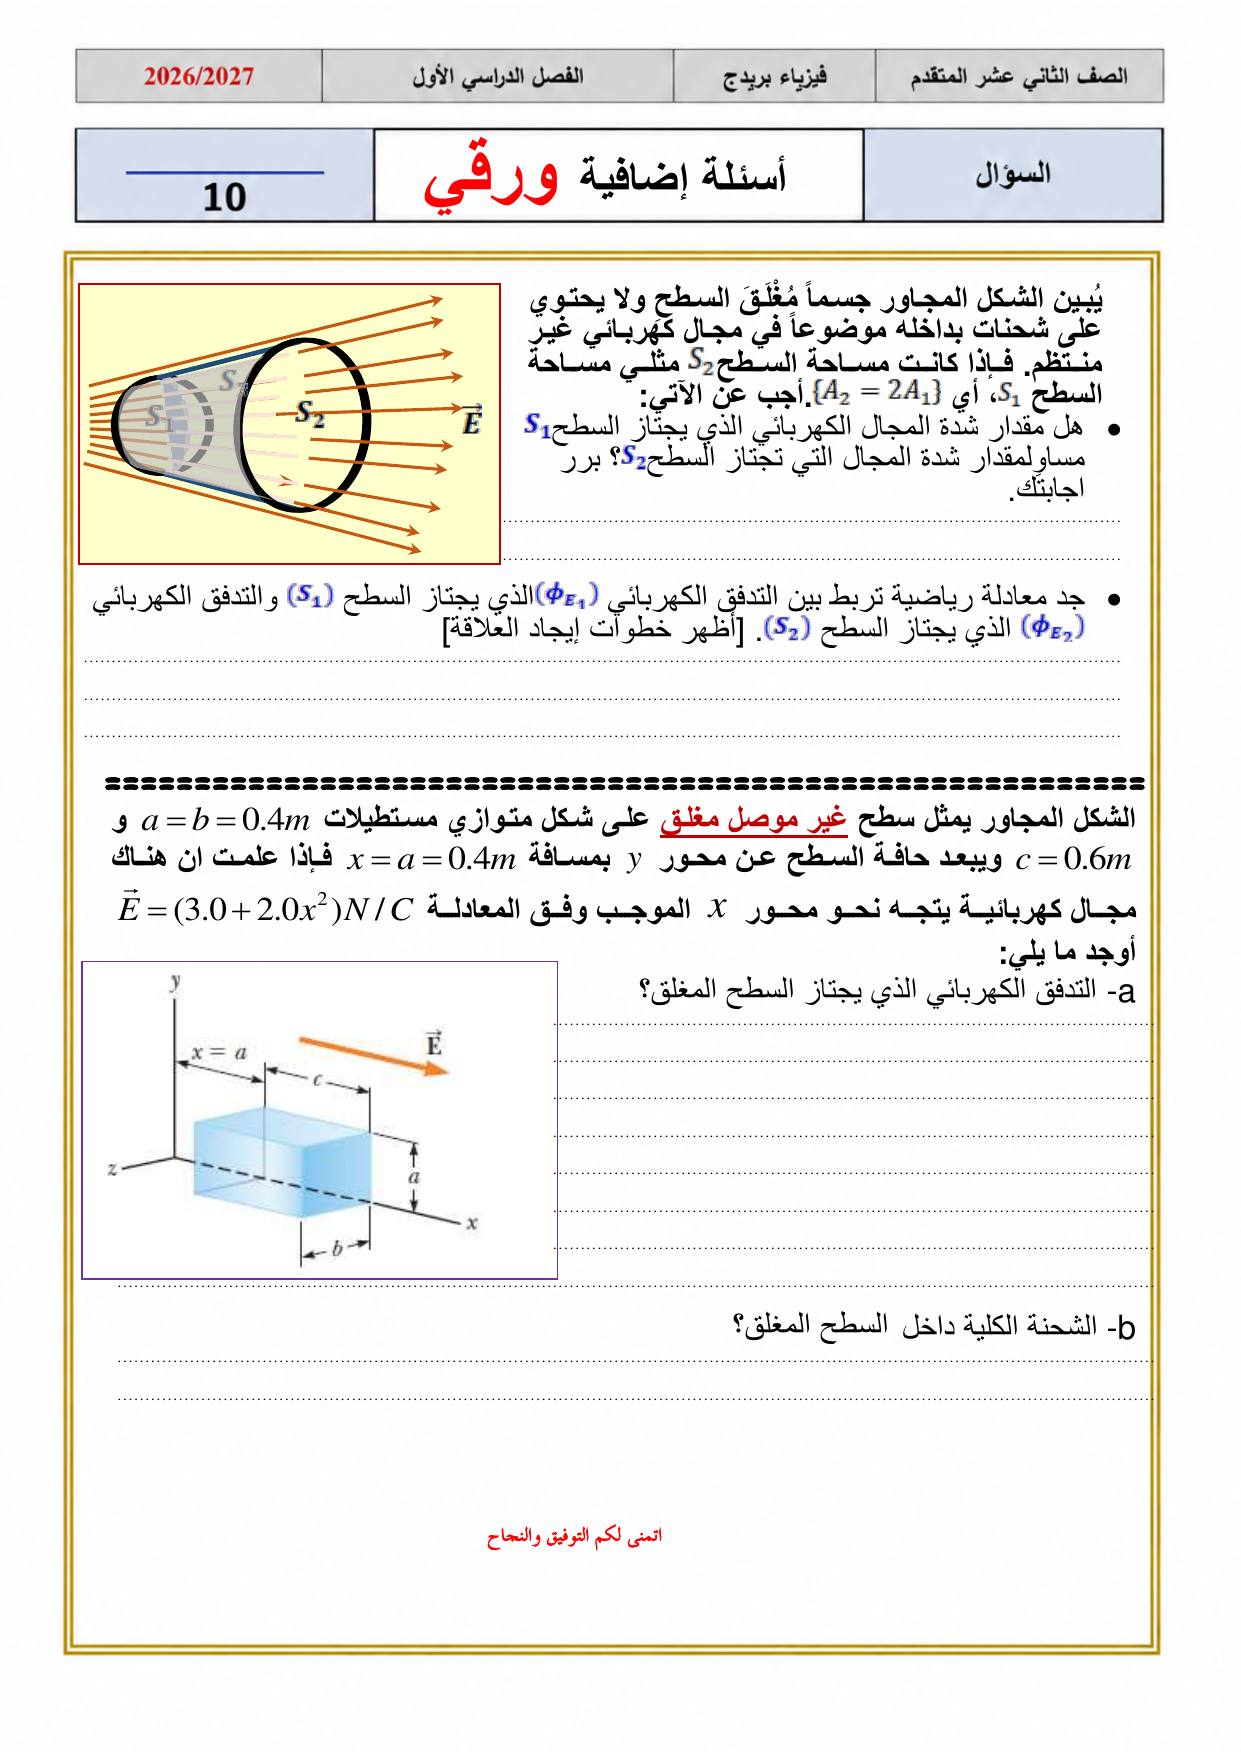 الصف الثاني عشر المتقدم فيزياء بريدج الفصل الدراسي الأول 2026/2027
السؤال أسئلة إضافية ورقي 10
يُبين الشكل المجاور جسماً مُغْلَقَ السطح ولا يحتوي
على شحنات بداخله موضوعاً في مجال كهربائي غير
منتظم. فإذا كانت مساحة السطح S₂ مثلي مساحة
السطح S₁، أي {A₂ = 2A₁}.أجب عن الآتي:
● هل مقدار شدة المجال الكهربائي الذي يجتاز السطح S₁
مساولمقدار شدة المجال التي تجتاز السطح S₂؟ برر
اجابتك.
S₁
S₃
S₂
E⃗
● جد معادلة رياضية تربط بين التدفق الكهربائي (ϕE₁) الذي يجتاز السطح (S₁) والتدفق الكهربائي
(ϕE₂) الذي يجتاز السطح (S₂). [أظهر خطوات إيجاد العلاقة]
الشكل المجاور يمثل سطح غير موصل مغلق على شكل متوازي مستطيلات a = b = 0.4m و
c = 0.6m ويبعد حافة السطح عن محور y بمسافة x = a = 0.4m فإذا علمت ان هناك
مجال كهربائية يتجه نحو محور x الموجب وفق المعادلة E⃗ = (3.0 + 2.0x²) N / C
أوجد ما يلي:
a- التدفق الكهربائي الذي يجتاز السطح المغلق؟
y
x = a
c
E⃗
z
a
x
b
b- الشحنة الكلية داخل السطح المغلق؟
اتمنى لكم التوفيق والنجاح